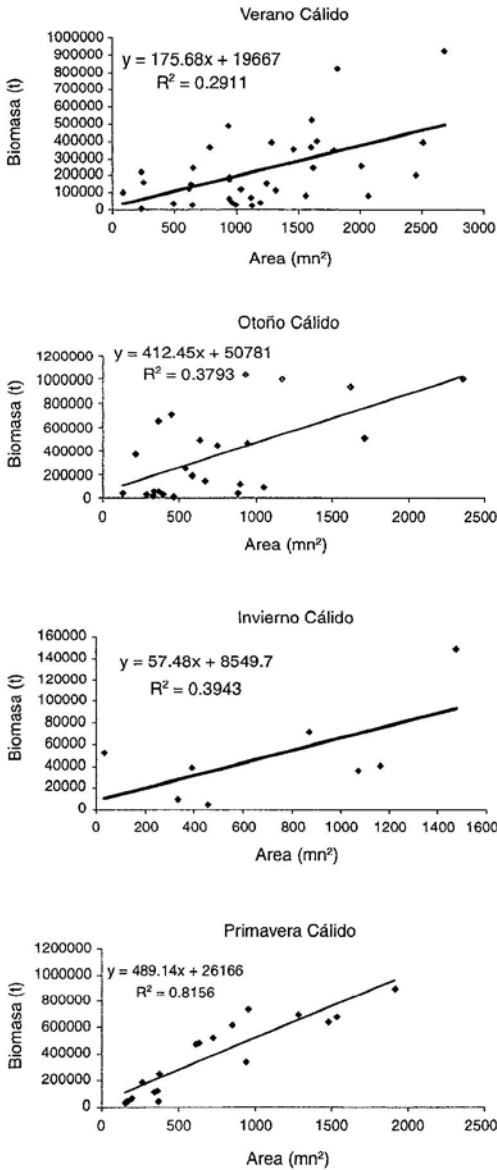 Verano Cálido
y = 175.68x + 19667
R² = 0.2911
Biomasa (t)
1000000
900000
800000
700000
600000
500000
400000
300000
200000
100000
0
0 500 1000 1500 2000 2500 3000
Area (mn²)
Otoño Cálido
y = 412.45x + 50781
R² = 0.3793
Biomasa (t)
1200000
1000000
800000
600000
400000
200000
0
0 500 1000 1500 2000 2500
Area (mn²)
Invierno Cálido
y = 57.48x + 8549.7
R² = 0.3943
Biomasa (t)
160000
140000
120000
100000
80000
60000
40000
20000
0
0 200 400 600 800 1000 1200 1400 1600
Area (mn²)
Primavera Cálido
y = 489.14x + 26166
R² = 0.8156
Biomasa (t)
1200000
1000000
800000
600000
400000
200000
0
0 500 1000 1500 2000 2500
Area (mn²)